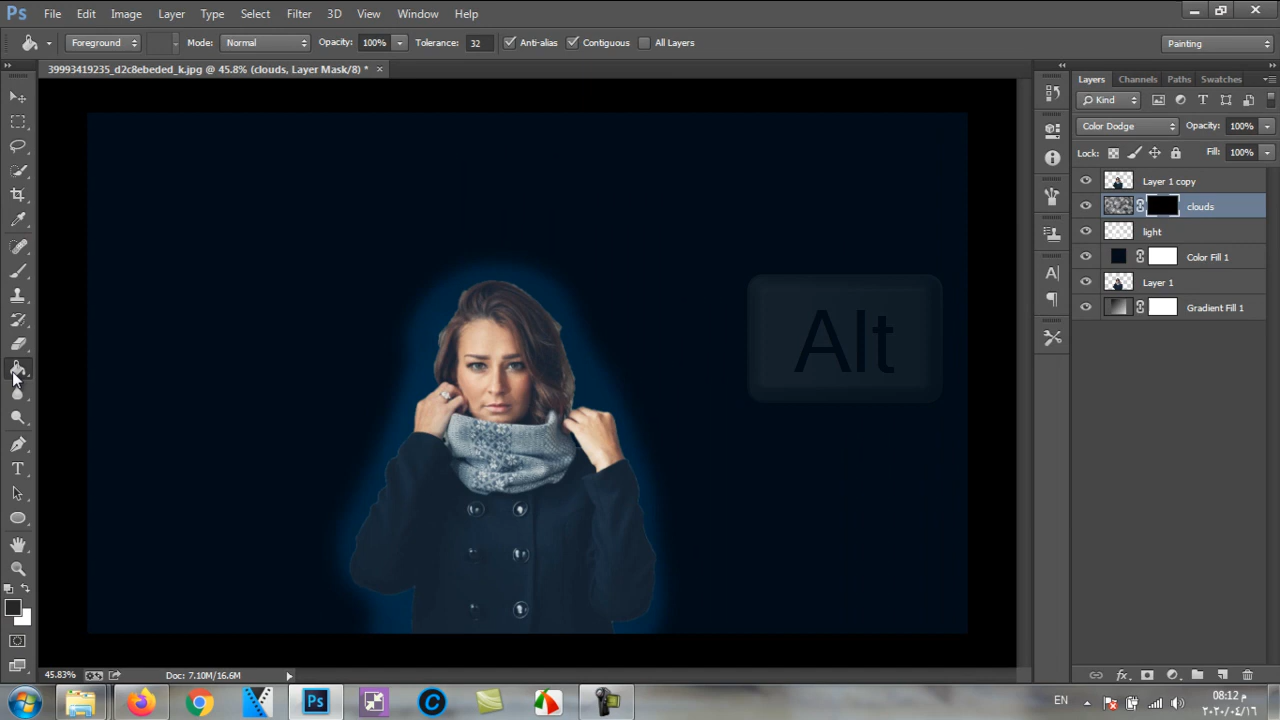 Ps File Edit Image Layer Type Select Filter 3D View Window Help
Foreground Mode: Normal Opacity: 100% Tolerance: 32 Anti-alias Contiguous All Layers Painting
39993419235_d2c8ebeded_k.jpg @ 45.8% (clouds, Layer Mask/8) *
Layers Channels Paths Swatches
Kind
Color Dodge Opacity: 100%
Lock: Fill: 100%
Layer 1 copy
clouds
light
Color Fill 1
Layer 1
Gradient Fill 1
Alt
45.83% Doc: 7.10M/16.6M
EN
08:12 م
٢٠٢٠/٠٤/١٦